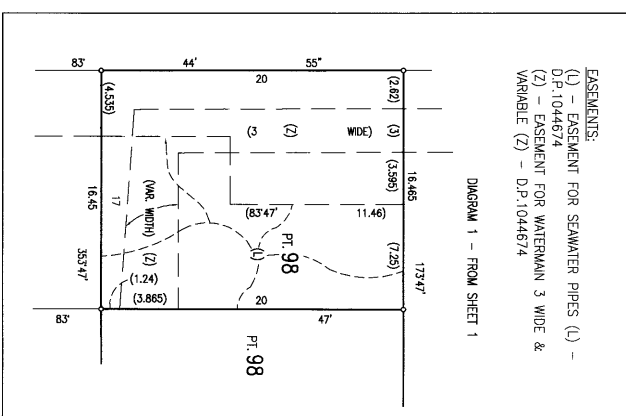 EASEMENTS:
(L) – EASEMENT FOR SEAWATER PIPES (L) –
D.P.1044674
(Z) – EASEMENT FOR WATERMAIN 3 WIDE &
VARIABLE (Z) – D.P.1044674
DIAGRAM 1 – FROM SHEET 1
83'
44'
55"
20
(2.62)
(4.535)
(3
(Z)
WIDE)
(3)
(3.595)
16.465
16.45
17
(VAR. WIDTH)
(Z)
(83°47'
11.46)
PT. 98
(L)
(7.25)
173°47'
353°47'
(1.24)
(3.865)
20
83'
47'
PT. 98